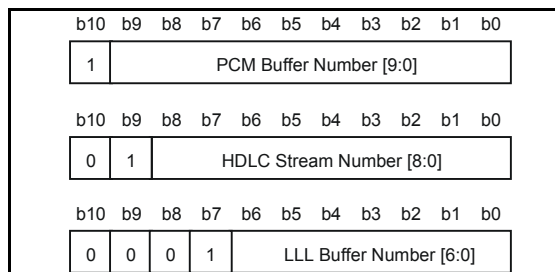 b10 b9 b8 b7 b6 b5 b4 b3 b2 b1 b0
1 PCM Buffer Number [9:0]
b10 b9 b8 b7 b6 b5 b4 b3 b2 b1 b0
0 1 HDLC Stream Number [8:0]
b10 b9 b8 b7 b6 b5 b4 b3 b2 b1 b0
0 0 0 1 LLL Buffer Number [6:0]